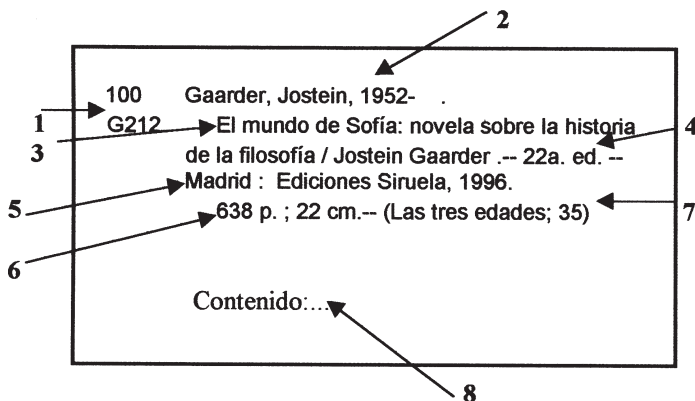 2
100 Gaarder, Jostein, 1952- .
1 G212 El mundo de Sofía: novela sobre la historia 4
3 de la filosofía / Jostein Gaarder .-- 22a. ed. --
5 Madrid : Ediciones Siruela, 1996.
638 p. ; 22 cm.-- (Las tres edades; 35) 7
6
Contenido:...
8